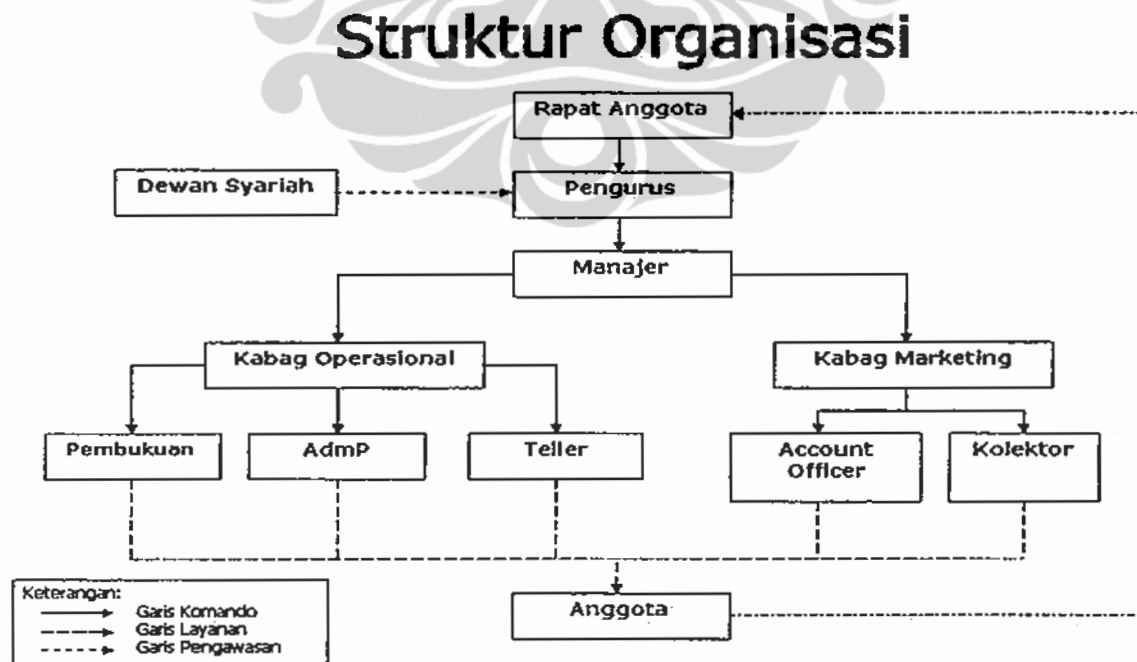 Struktur Organisasi
Rapat Anggota
Dewan Syariah
Pengurus
Manajer
Kabag Operasional
Kabag Marketing
Pembukuan
AdmP
Teller
Account
Officer
Kolektor
Anggota
Keterangan:
Garis Komando
Garis Layanan
Garis Pengawasan